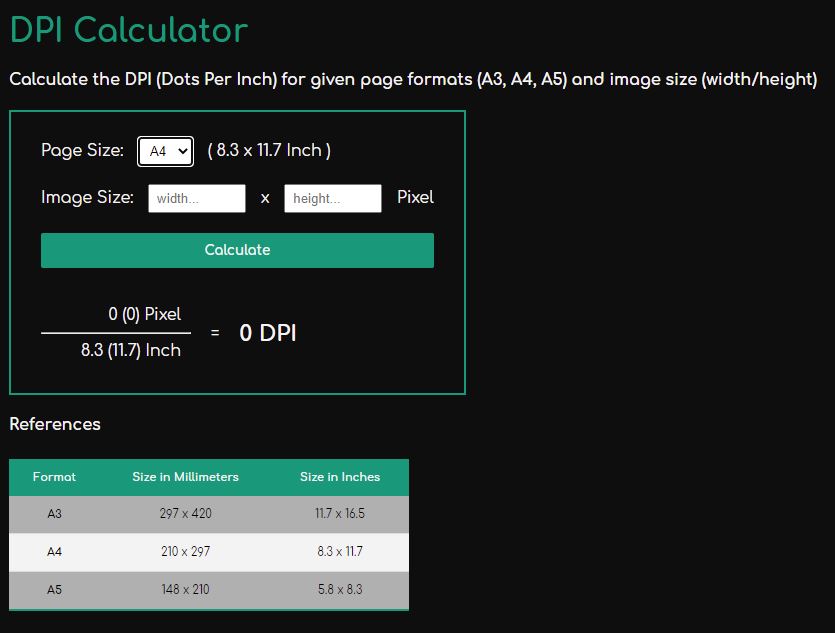 DPI Calculator
Calculate the DPI (Dots Per Inch) for given page formats (A3, A4, A5) and image size (width/height)
Page Size: A4 ( 8.3 x 11.7 Inch )
Image Size: width... x height... Pixel
Calculate
0 (0) Pixel
= 0 DPI
8.3 (11.7) Inch
References
Format Size in Millimeters Size in Inches
A3 297 x 420 11.7 x 16.5
A4 210 x 297 8.3 x 11.7
A5 148 x 210 5.8 x 8.3